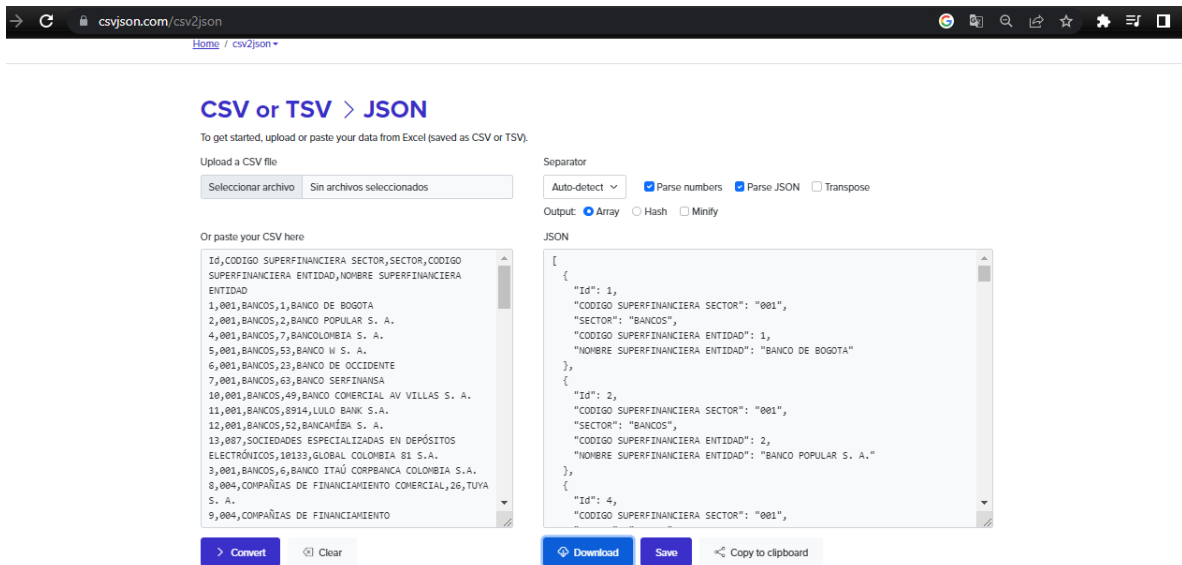 csvjson.com/csv2json
Home / csv2json
CSV or TSV > JSON
To get started, upload or paste your data from Excel (saved as CSV or TSV).
Upload a CSV file
Seleccionar archivo Sin archivos seleccionados
Separator
Auto-detect Parse numbers Parse JSON Transpose
Output: Array Hash Minify
Or paste your CSV here
Id,CODIGO SUPERFINANCIERA SECTOR,SECTOR,CODIGO
SUPERFINANCIERA ENTIDAD,NOMBRE SUPERFINANCIERA
ENTIDAD
1,001,BANCOS,1,BANCO DE BOGOTA
2,001,BANCOS,2,BANCO POPULAR S. A.
4,001,BANCOS,7,BANCOLOMBIA S. A.
5,001,BANCOS,53,BANCO W S. A.
6,001,BANCOS,23,BANCO DE OCCIDENTE
7,001,BANCOS,63,BANCO SERFINANSA
10,001,BANCOS,49,BANCO COMERCIAL AV VILLAS S. A.
11,001,BANCOS,8914,LULO BANK S.A.
12,001,BANCOS,52, S. A.
13,087,SOCIEDADES ESPECIALIZADAS EN DEPÓSITOS
ELECTRÓNICOS,10133,GLOBAL COLOMBIA 81 S.A.
3,001,BANCOS,6,BANCO ITAÚ CORPBANCA COLOMBIA S.A.
8,004,COMPAÑIAS DE FINANCIAMIENTO COMERCIAL,26,TUYA
S. A.
9,004,COMPAÑIAS DE FINANCIAMIENTO
JSON
[
{
"Id": 1,
"CODIGO SUPERFINANCIERA SECTOR": "001",
"SECTOR": "BANCOS",
"CODIGO SUPERFINANCIERA ENTIDAD": 1,
"NOMBRE SUPERFINANCIERA ENTIDAD": "BANCO DE BOGOTA"
},
{
"Id": 2,
"CODIGO SUPERFINANCIERA SECTOR": "001",
"SECTOR": "BANCOS",
"CODIGO SUPERFINANCIERA ENTIDAD": 2,
"NOMBRE SUPERFINANCIERA ENTIDAD": "BANCO POPULAR S. A."
},
{
"Id": 4,
"CODIGO SUPERFINANCIERA SECTOR": "001",
> Convert Clear
Download Save Copy to clipboard